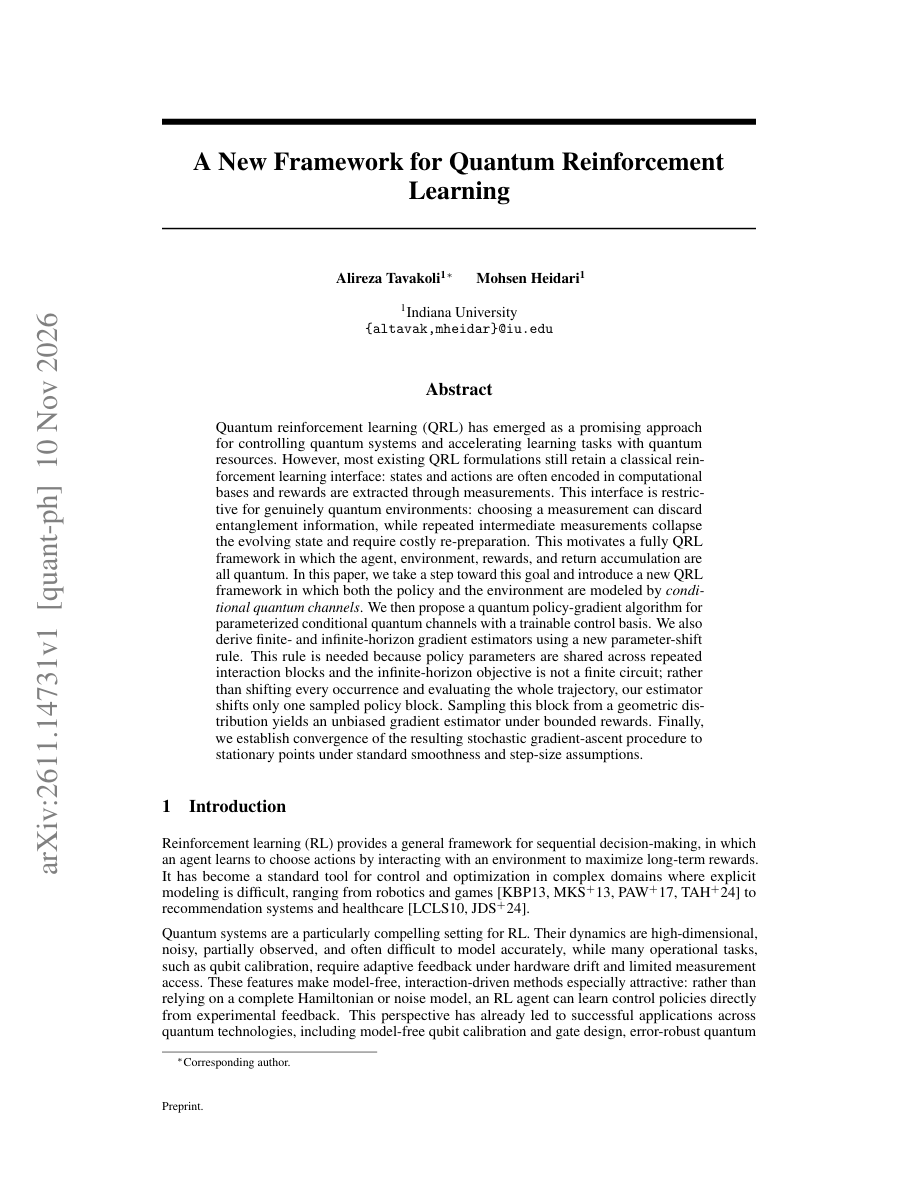 arXiv:2611.14731v1 [quant-ph] 10 Nov 2026
A New Framework for Quantum Reinforcement
Learning
Alireza Tavakoli1∗ Mohsen Heidari1
1Indiana University
{altavak,mheidar}@iu.edu
Abstract
Quantum reinforcement learning (QRL) has emerged as a promising approach
for controlling quantum systems and accelerating learning tasks with quantum
resources. However, most existing QRL formulations still retain a classical rein-
forcement learning interface: states and actions are often encoded in computational
bases and rewards are extracted through measurements. This interface is restric-
tive for genuinely quantum environments: choosing a measurement can discard
entanglement information, while repeated intermediate measurements collapse
the evolving state and require costly re-preparation. This motivates a fully QRL
framework in which the agent, environment, rewards, and return accumulation are
all quantum. In this paper, we take a step toward this goal and introduce a new QRL
framework in which both the policy and the environment are modeled by condi-
tional quantum channels. We then propose a quantum policy-gradient algorithm for
parameterized conditional quantum channels with a trainable control basis. We also
derive finite- and infinite-horizon gradient estimators using a new parameter-shift
rule. This rule is needed because policy parameters are shared across repeated
interaction blocks and the infinite-horizon objective is not a finite circuit; rather
than shifting every occurrence and evaluating the whole trajectory, our estimator
shifts only one sampled policy block. Sampling this block from a geometric dis-
tribution yields an unbiased gradient estimator under bounded rewards. Finally,
we establish convergence of the resulting stochastic gradient-ascent procedure to
stationary points under standard smoothness and step-size assumptions.
1 Introduction
Reinforcement learning (RL) provides a general framework for sequential decision-making, in which
an agent learns to choose actions by interacting with an environment to maximize long-term rewards.
It has become a standard tool for control and optimization in complex domains where explicit
modeling is difficult, ranging from robotics and games [KBP13, MKS+13, PAW+17, TAH+24] to
recommendation systems and healthcare [LCLS10, JDS+24].
Quantum systems are a particularly compelling setting for RL. Their dynamics are high-dimensional,
noisy, partially observed, and often difficult to model accurately, while many operational tasks,
such as qubit calibration, require adaptive feedback under hardware drift and limited measurement
access. These features make model-free, interaction-driven methods especially attractive: rather than
relying on a complete Hamiltonian or noise model, an RL agent can learn control policies directly
from experimental feedback. This perspective has already led to successful applications across
quantum technologies, including model-free qubit calibration and gate design, error-robust quantum
∗Corresponding author.
Preprint.